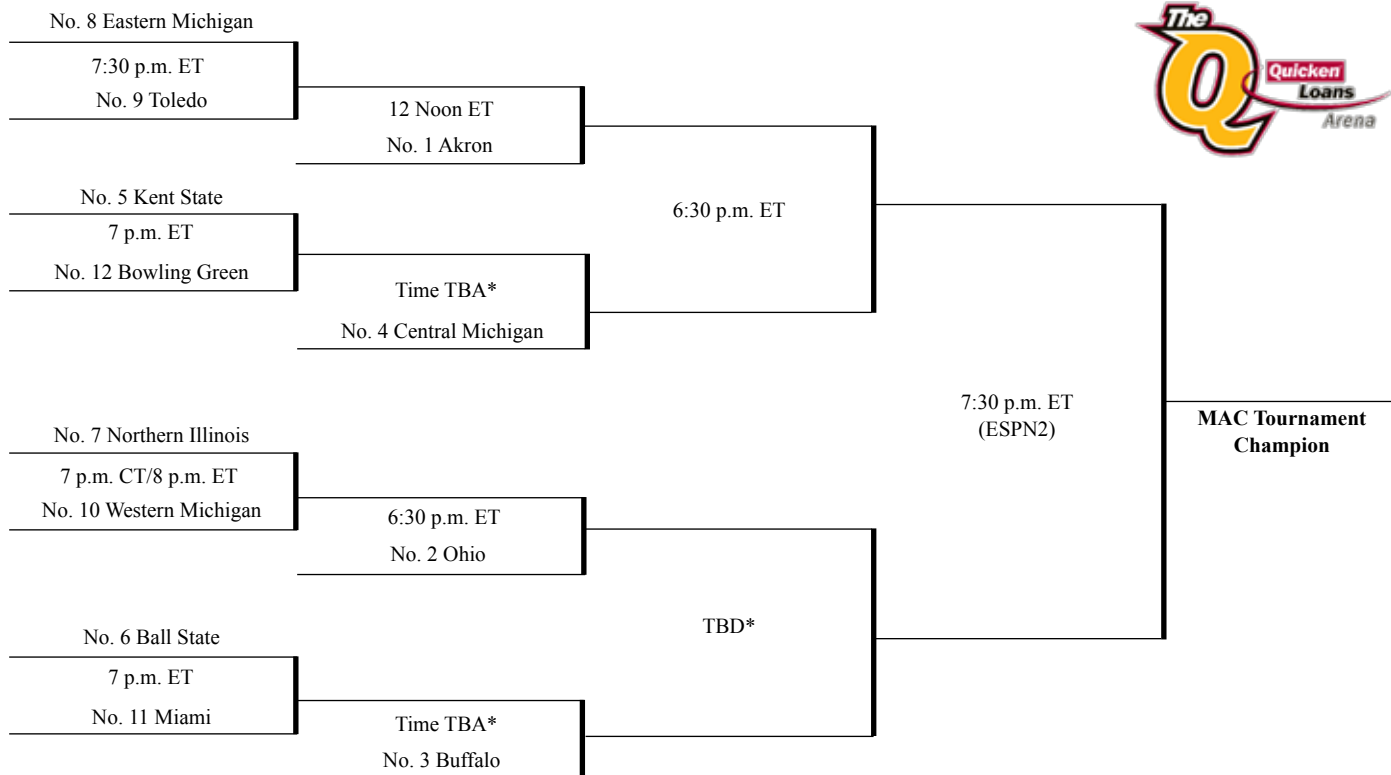 The
Q
Quicken
Loans
Arena
No. 8 Eastern Michigan
7:30 p.m. ET
No. 9 Toledo
12 Noon ET
No. 1 Akron
No. 5 Kent State
7 p.m. ET
No. 12 Bowling Green
Time TBA*
No. 4 Central Michigan
6:30 p.m. ET
No. 7 Northern Illinois
7 p.m. CT/8 p.m. ET
No. 10 Western Michigan
6:30 p.m. ET
No. 2 Ohio
No. 6 Ball State
7 p.m. ET
No. 11 Miami
Time TBA*
No. 3 Buffalo
TBD*
7:30 p.m. ET
(ESPN2)
MAC Tournament
Champion